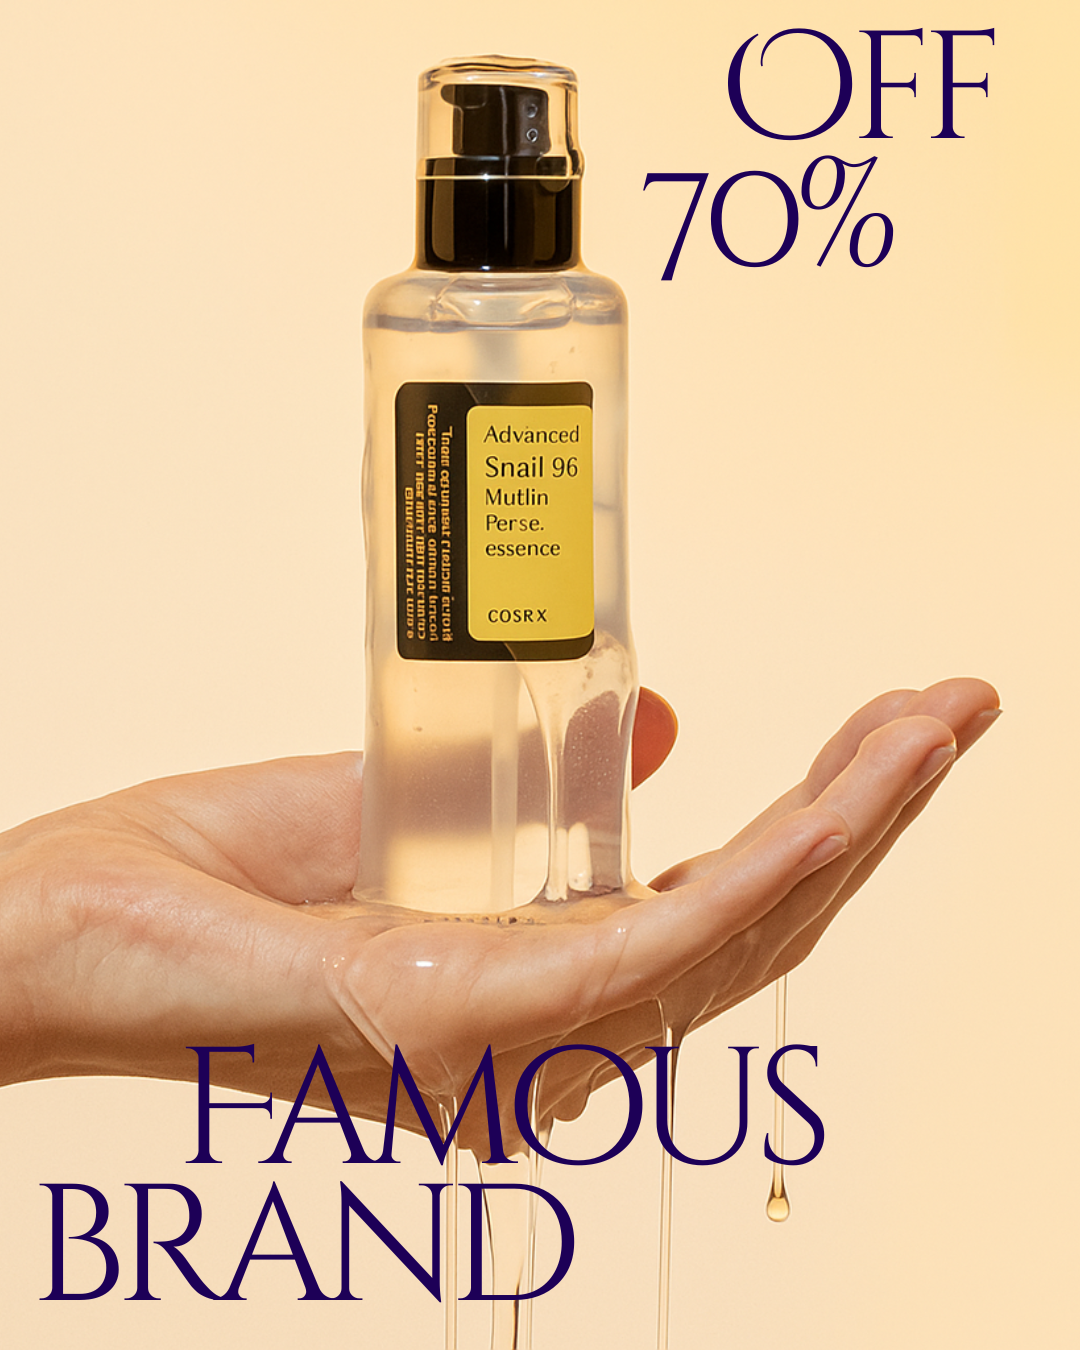 OFF
70%
Advanced
Snail 96
Mutlin
Perse.
essence
COSRX
FAMOUS
BRAND